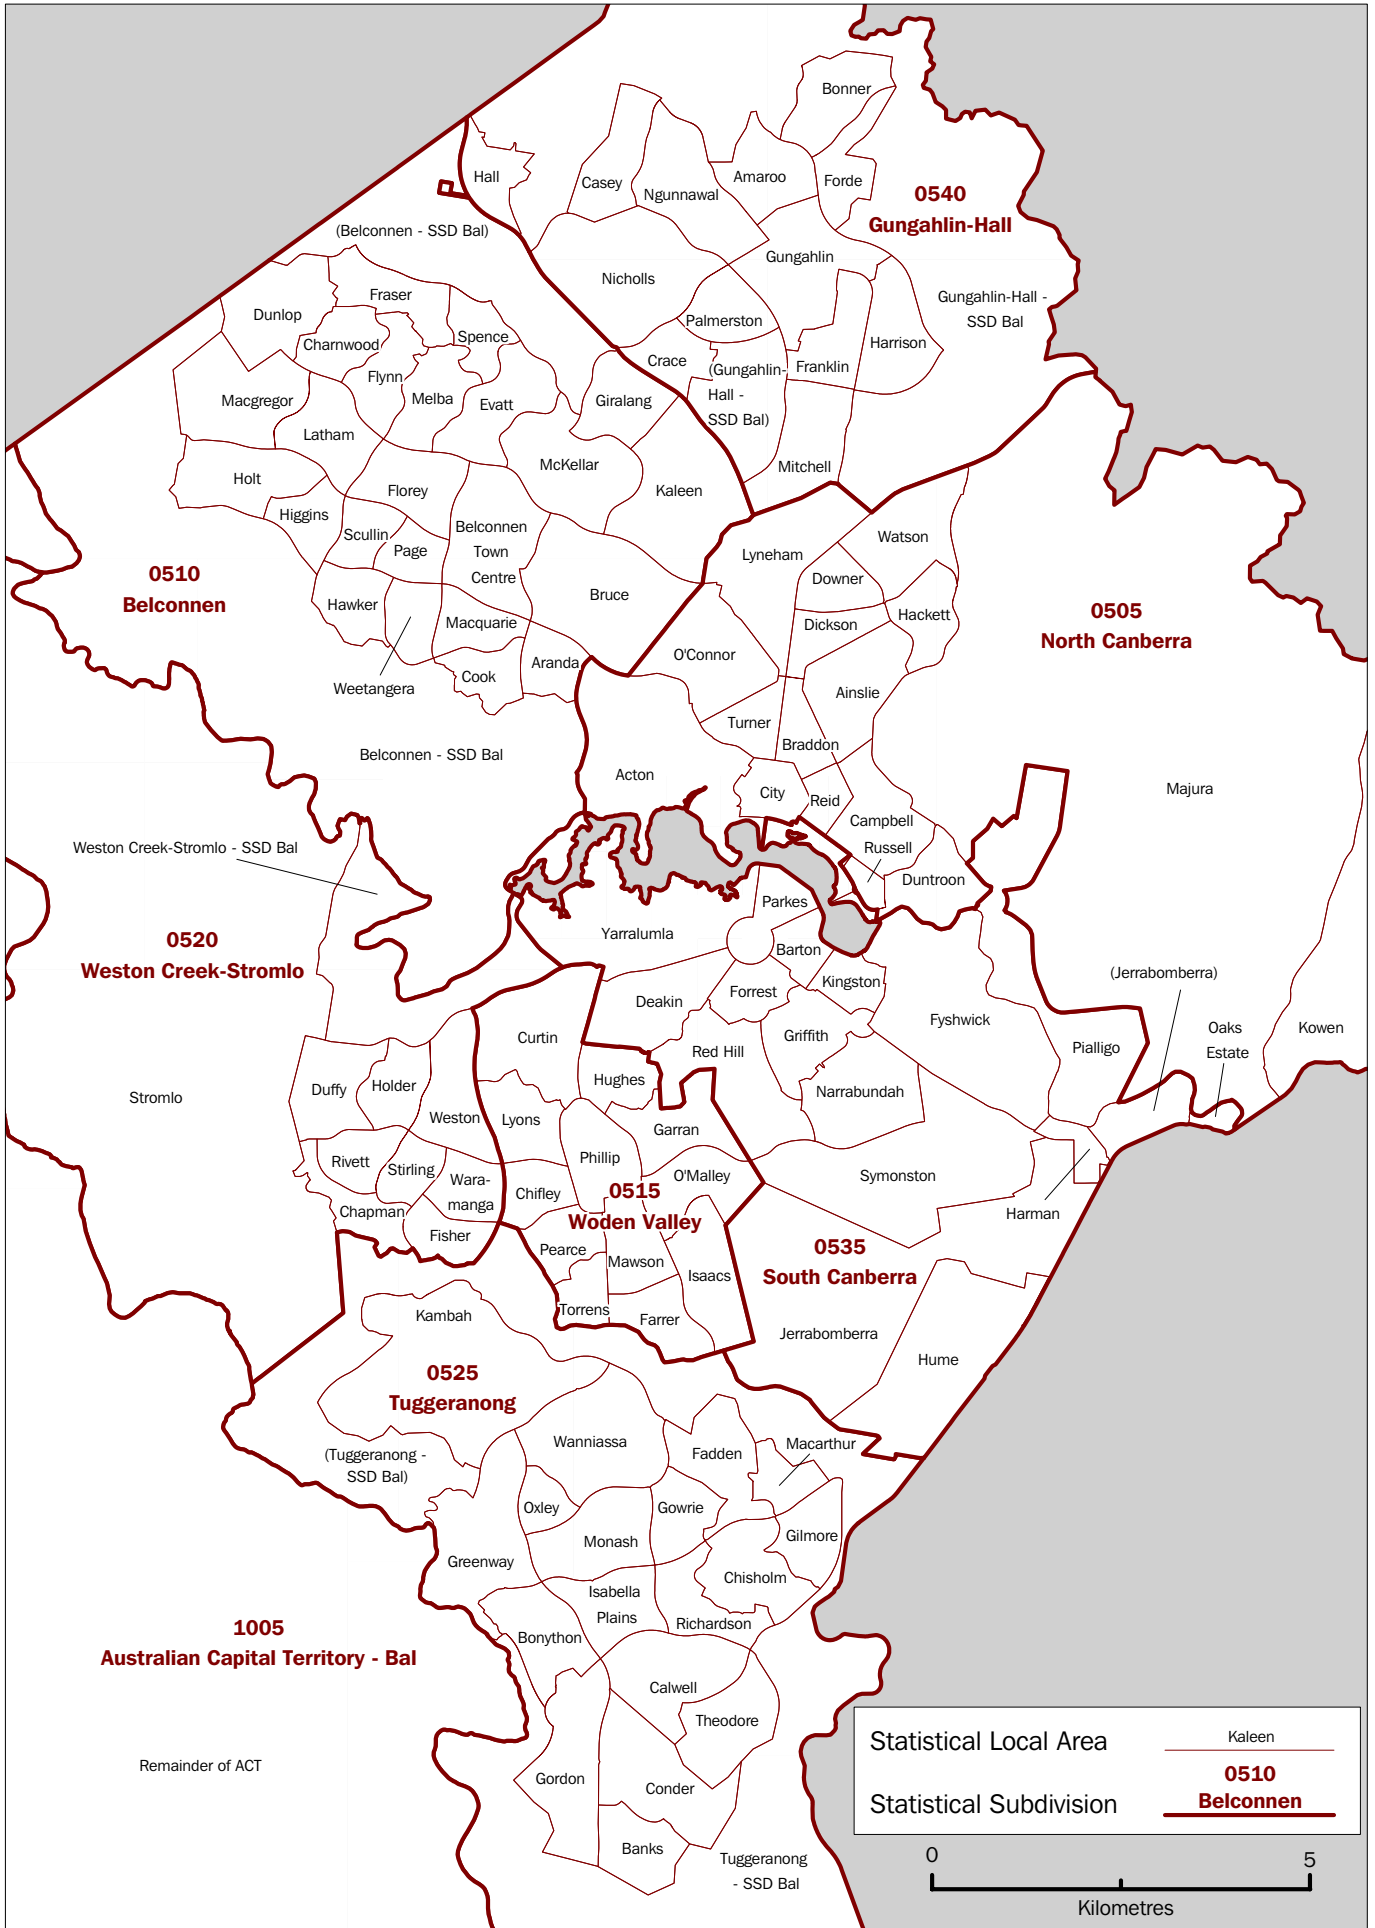 Bonner
Hall
Casey
Ngunnawal
Amaroo
Forde
0540
Gungahlin-Hall
(Belconnen - SSD Bal)
Nicholls
Gungahlin
Gungahlin-Hall -
SSD Bal
Dunlop
Fraser
Charnwood
Spence
Palmerston
Crace
(Gungahlin-
Hall -
SSD Bal)
Franklin
Harrison
Macgregor
Flynn
Melba
Evatt
Giralang
Latham
McKellar
Mitchell
Holt
Florey
Kaleen
Higgins
Scullin
Page
Belconnen
Town
Centre
Lyneham
Watson
Downer
0510
Belconnen
Hawker
Macquarie
Bruce
Dickson
Hackett
0505
North Canberra
Weetangera
Cook
Aranda
O'Connor
Ainslie
Turner
Braddon
Belconnen - SSD Bal
Acton
City
Reid
Majura
Campbell
Russell
Duntroon
Weston Creek-Stromlo - SSD Bal
0520
Weston Creek-Stromlo
Yarralumla
Parkes
Barton
Kingston
Deakin
Forrest
(Jerrabomberra)
Fyshwick
Oaks
Estate
Kowen
Curtin
Red Hill
Griffith
Pialligo
Stromlo
Duffy
Holder
Weston
Hughes
Narrabundah
Lyons
Garran
Rivett
Stirling
Phillip
O'Malley
Symonston
Wara-
manga
Chifley
0515
Woden Valley
Chapman
Harman
Fisher
Pearce
Mawson
Isaacs
0535
South Canberra
Torrens
Farrer
Kambah
Jerrabomberra
Hume
0525
Tuggeranong
(Tuggeranong -
SSD Bal)
Wanniassa
Fadden
Macarthur
Oxley
Gowrie
Monash
Gilmore
Greenway
Chisholm
Isabella
Plains
Richardson
1005
Australian Capital Territory - Bal
Bonython
Calwell
Theodore
Remainder of ACT
Gordon
Conder
Banks
Tuggeranong
- SSD Bal
Statistical Local Area
Kaleen
Statistical Subdivision
0510
Belconnen
0
5
Kilometres